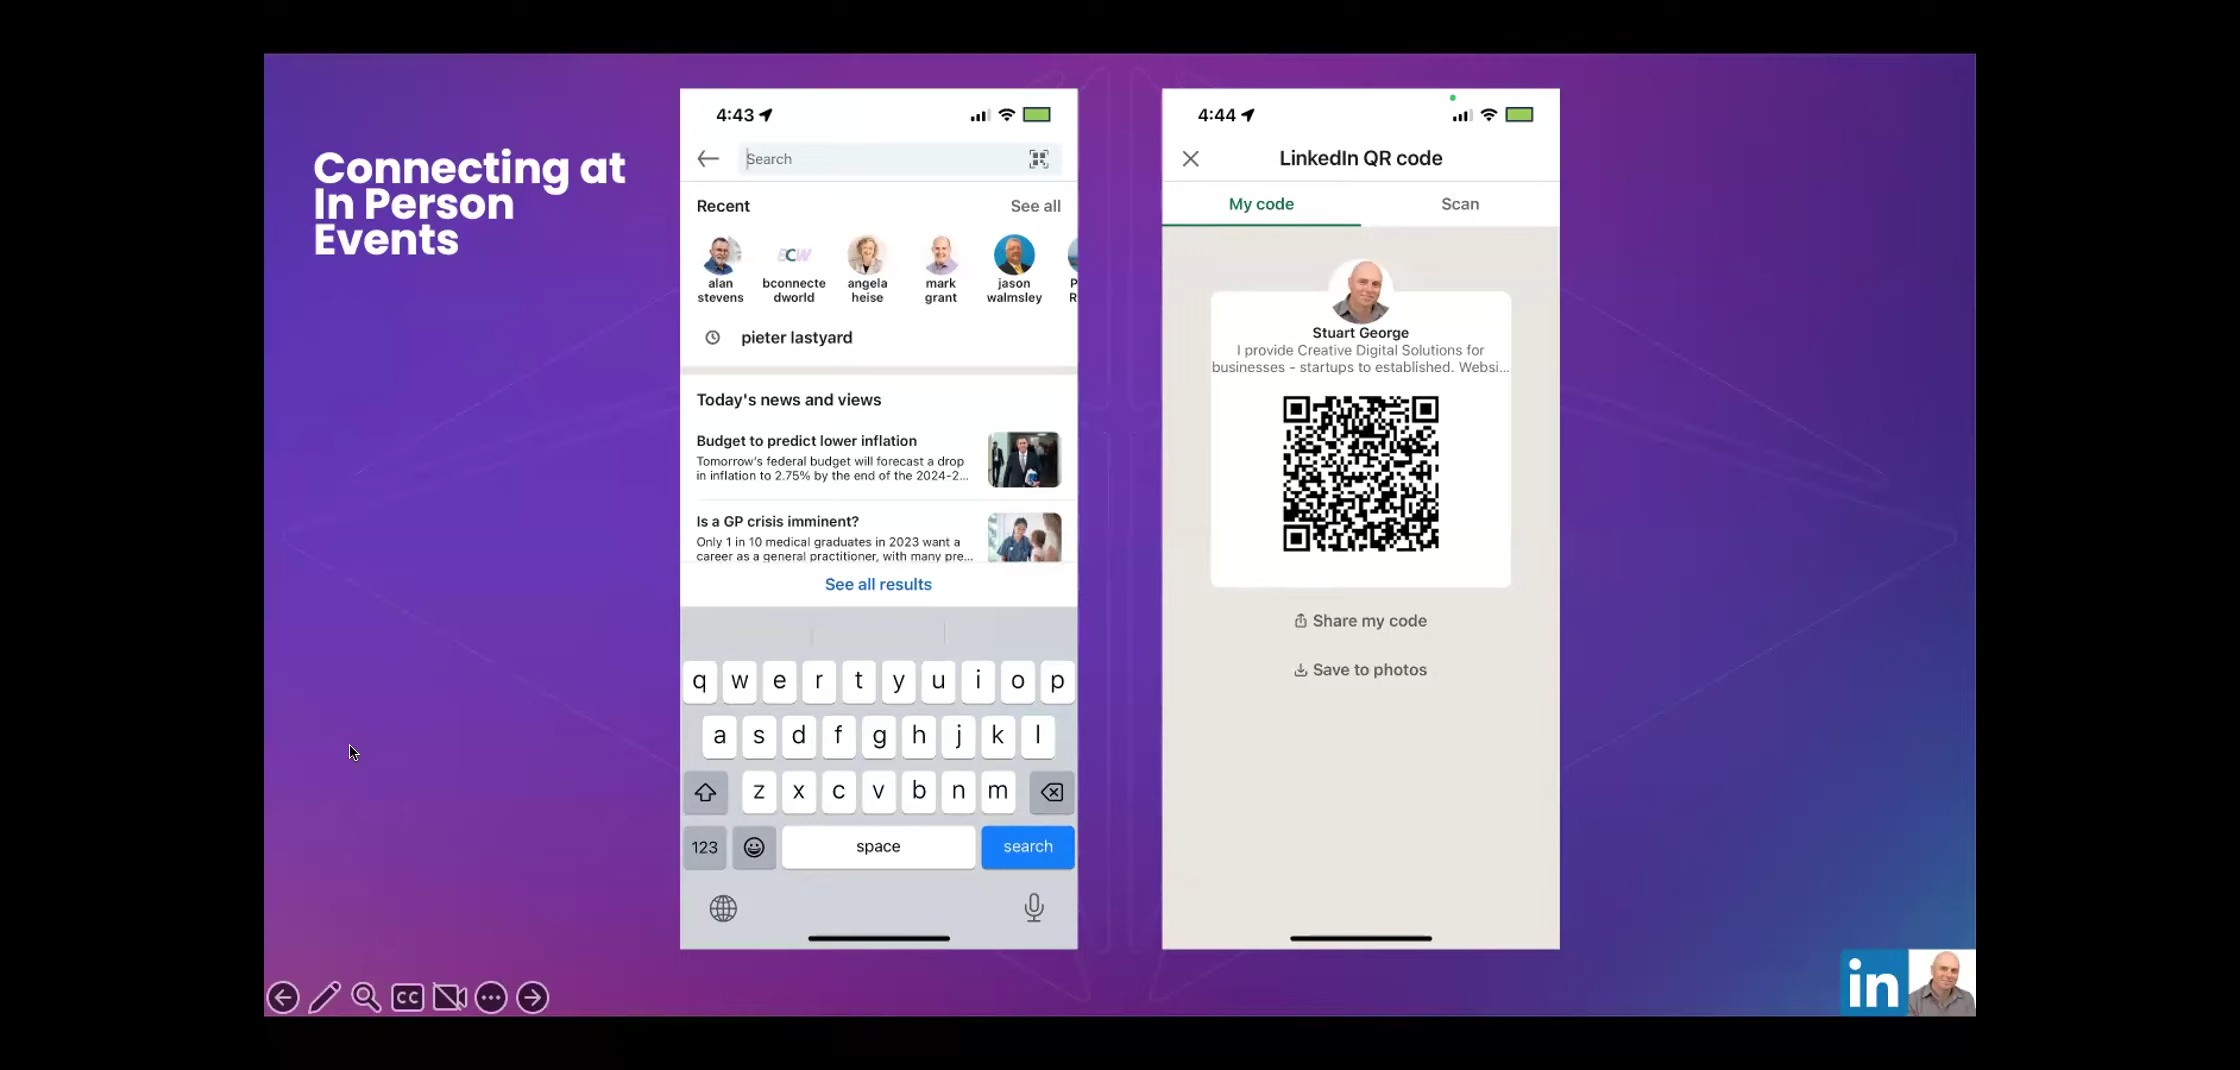 Connecting at
In Person
Events
4:43
Search
Recent
See all
BCW
alan
stevens
bconnecte
dworld
angela
heise
mark
grant
jason
walmsley
P
R
pieter lastyard
Today's news and views
Budget to predict lower inflation
Tomorrow's federal budget will forecast a drop
in inflation to 2.75% by the end of the 2024-2...
Is a GP crisis imminent?
Only 1 in 10 medical graduates in 2023 want a
career as a general practitioner, with many pre...
See all results
q w e r t y u i o p
a s d f g h j k l
z x c v b n m
123
space
search
4:44
LinkedIn QR code
My code
Scan
Stuart George
I provide Creative Digital Solutions for
businesses - startups to established. Websi...
Share my code
Save to photos
CC
in